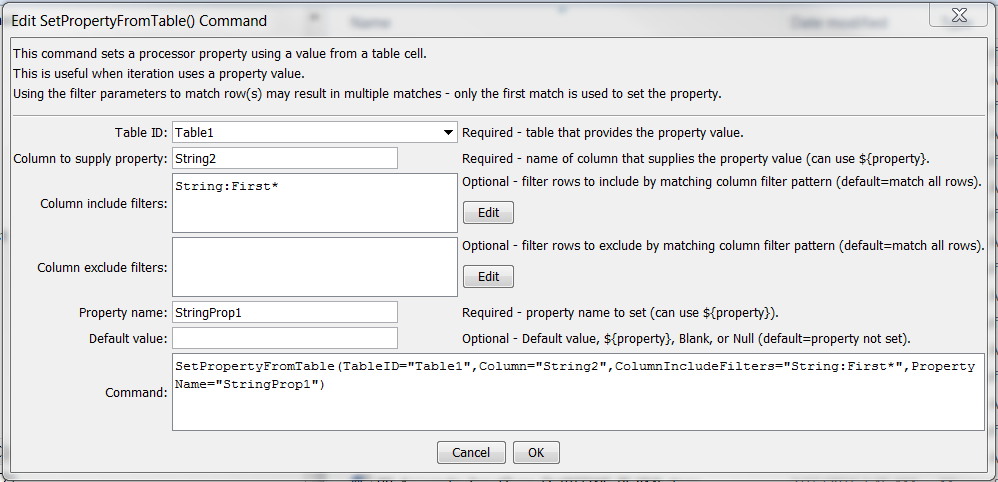 Name
Date modified
Edit SetPropertyFromTable() Command
This command sets a processor property using a value from a table cell.
This is useful when iteration uses a property value.
Using the filter parameters to match row(s) may result in multiple matches - only the first match is used to set the property.
Table ID: Table1 Required - table that provides the property value.
Column to supply property: String2 Required - name of column that supplies the property value (can use ${property}.
Column include filters: String:First* Optional - filter rows to include by matching column filter pattern (default=match all rows).
Edit
Column exclude filters: Optional - filter rows to exclude by matching column filter pattern (default=match all rows).
Edit
Property name: StringProp1 Required - property name to set (can use ${property}).
Default value: Optional - Default value, ${property}, Blank, or Null (default=property not set).
Command: SetPropertyFromTable(TableID="Table1",Column="String2",ColumnIncludeFilters="String:First*",Property
Name="StringProp1")
Cancel OK